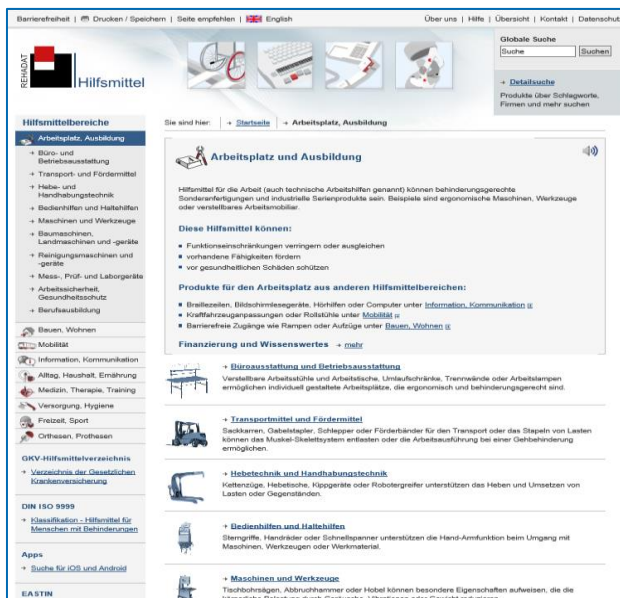 Barrierefreiheit | Drucken / Speichern | Seite empfehlen | English
Über uns | Hilfe | Übersicht | Kontakt | Datenschutz
REHADAT
Hilfsmittel
Globale Suche
Suche
Suchen
→ Detailsuche
Produkte über Schlagworte,
Firmen und mehr suchen
Hilfsmittelbereiche
Arbeitsplatz, Ausbildung
→ Büro- und
Betriebsausstattung
→ Transport- und Fördermittel
→ Hebe- und
Handhabungstechnik
→ Bedienhilfen und Haltehilfen
→ Maschinen und Werkzeuge
→ Baumaschinen,
Landmaschinen und -geräte
→ Reinigungsmaschinen und
-geräte
→ Mess-, Prüf- und Laborgeräte
→ Arbeitssicherheit,
Gesundheitsschutz
→ Berufsausbildung
Bauen, Wohnen
Mobilität
Information, Kommunikation
Alltag, Haushalt, Ernährung
Medizin, Therapie, Training
Versorgung, Hygiene
Freizeit, Sport
Orthesen, Prothesen
GKV-Hilfsmittelverzeichnis
→ Verzeichnis der Gesetzlichen
Krankenversicherung
DIN ISO 9999
→ Klassifikation - Hilfsmittel für
Menschen mit Behinderungen
Apps
→ Suche für iOS und Android
EASTIN
Sie sind hier: → Startseite → Arbeitsplatz, Ausbildung
Arbeitsplatz und Ausbildung
Hilfsmittel für die Arbeit (auch technische Arbeitshilfen genannt) können behinderungsgerechte
Sonderanfertigungen und industrielle Serienprodukte sein. Beispiele sind ergonomische Maschinen, Werkzeuge
oder verstellbares Arbeitsmobiliar.
Diese Hilfsmittel können:
Funktionseinschränkungen verringern oder ausgleichen
vorhandene Fähigkeiten fördern
vor gesundheitlichen Schäden schützen
Produkte für den Arbeitsplatz aus anderen Hilfsmittelbereichen:
Braillezeilen, Bildschirmlesegeräte, Hörhilfen oder Computer unter Information, Kommunikation
Kraftfahrzeuganpassungen oder Rollstühle unter Mobilität
Barrierefreie Zugänge wie Rampen oder Aufzüge unter Bauen, Wohnen
Finanzierung und Wissenswertes → mehr
→ Büroausstattung und Betriebsausstattung
Verstellbare Arbeitsstühle und Arbeitstische, Umlaufschränke, Trennwände oder Arbeitslampen
ermöglichen individuell gestaltete Arbeitsplätze, die ergonomisch und behinderungsgerecht sind.
→ Transportmittel und Fördermittel
Sackkarren, Gabelstapler, Schlepper oder Förderbänder für den Transport oder das Stapeln von Lasten
können das Muskel-Skelettsystem entlasten oder die Arbeitsausführung bei einer Gehbehinderung
ermöglichen.
→ Hebetechnik und Handhabungstechnik
Kettenzüge, Hebetische, Kippgeräte oder Robotergreifer unterstützen das Heben und Umsetzen von
Lasten oder Gegenständen.
→ Bedienhilfen und Haltehilfen
Sterngriffe, Handräder oder Schnellspanner unterstützen die Hand-Armfunktion beim Umgang mit
Maschinen, Werkzeugen oder Werkmaterial.
→ Maschinen und Werkzeuge
Tischbohrsägen, Abbruchhammer oder Hobel können besondere Eigenschaften aufweisen, die die